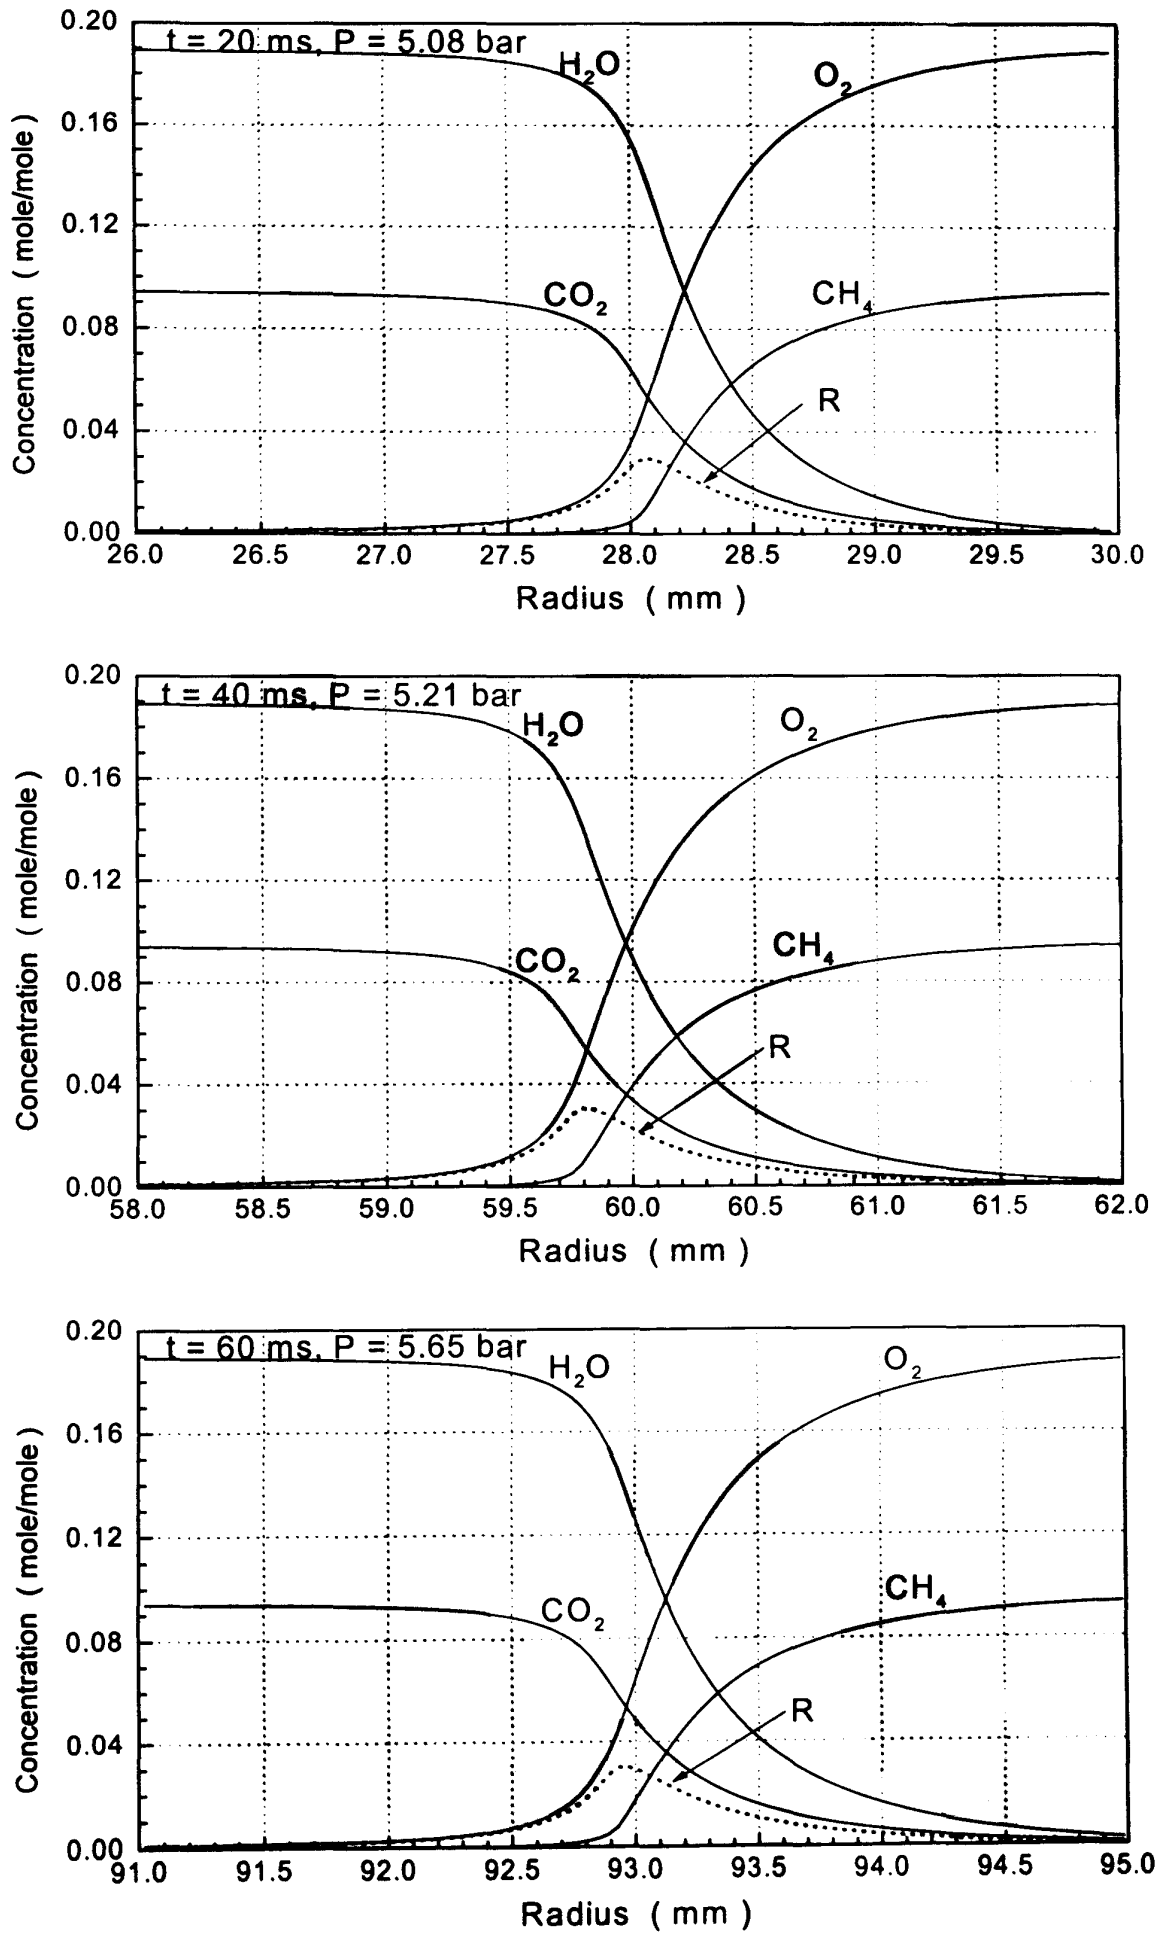 0.20
t = 20 ms, P = 5.08 bar
H₂O
O₂
0.16
0.12
CO₂
CH₄
0.08
R
0.04
0.00
Concentration ( mole/mole)
26.0 26.5 27.0 27.5 28.0 28.5 29.0 29.5 30.0
Radius ( mm )
0.20
t = 40 ms, P = 5.21 bar
H₂O
O₂
0.16
0.12
CO₂
CH₄
0.08
R
0.04
0.00
Concentration ( mole/mole)
58.0 58.5 59.0 59.5 60.0 60.5 61.0 61.5 62.0
Radius ( mm )
0.20
t = 60 ms, P = 5.65 bar
H₂O
O₂
0.16
0.12
CO₂
CH₄
0.08
R
0.04
0.00
Concentration ( mole/mole)
91.0 91.5 92.0 92.5 93.0 93.5 94.0 94.5 95.0
Radius ( mm )